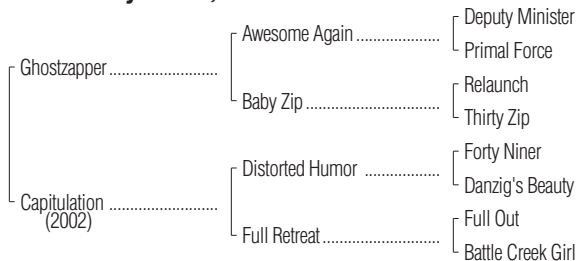 Deputy Minister
Awesome Again ..................
Primal Force
Ghostzapper ........................
Relaunch
Baby Zip ..............................
Thirty Zip
Forty Niner
Distorted Humor ................
Danzig's Beauty
Capitulation ........................
(2002)
Full Out
Full Retreat ..........................
Battle Creek Girl